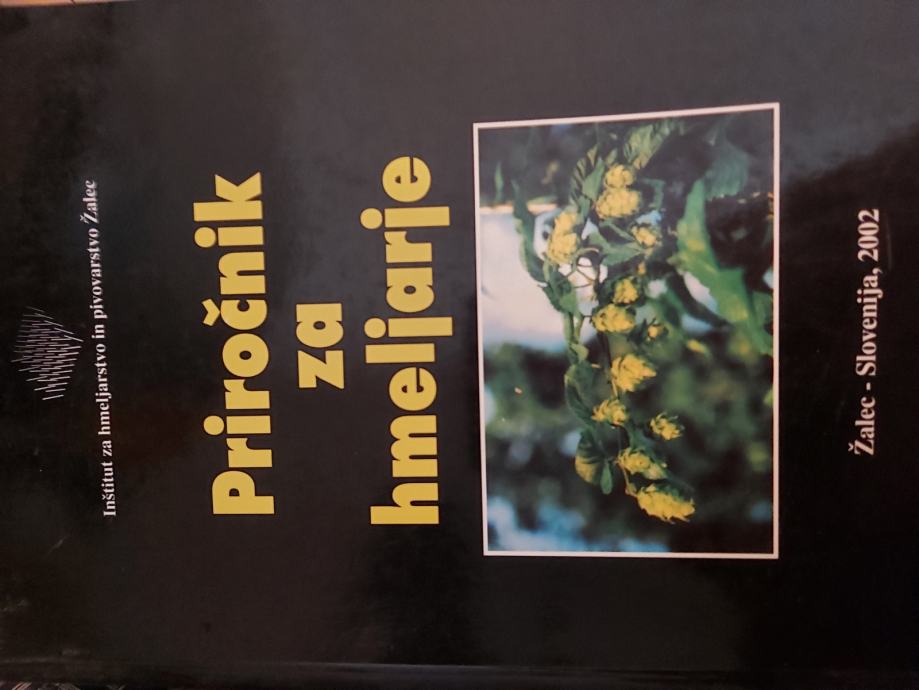 Inštitut za hmeljarstvo in pivovarstvo Žalec
Priročnik
za
hmeljarje
Žalec - Slovenija, 2002